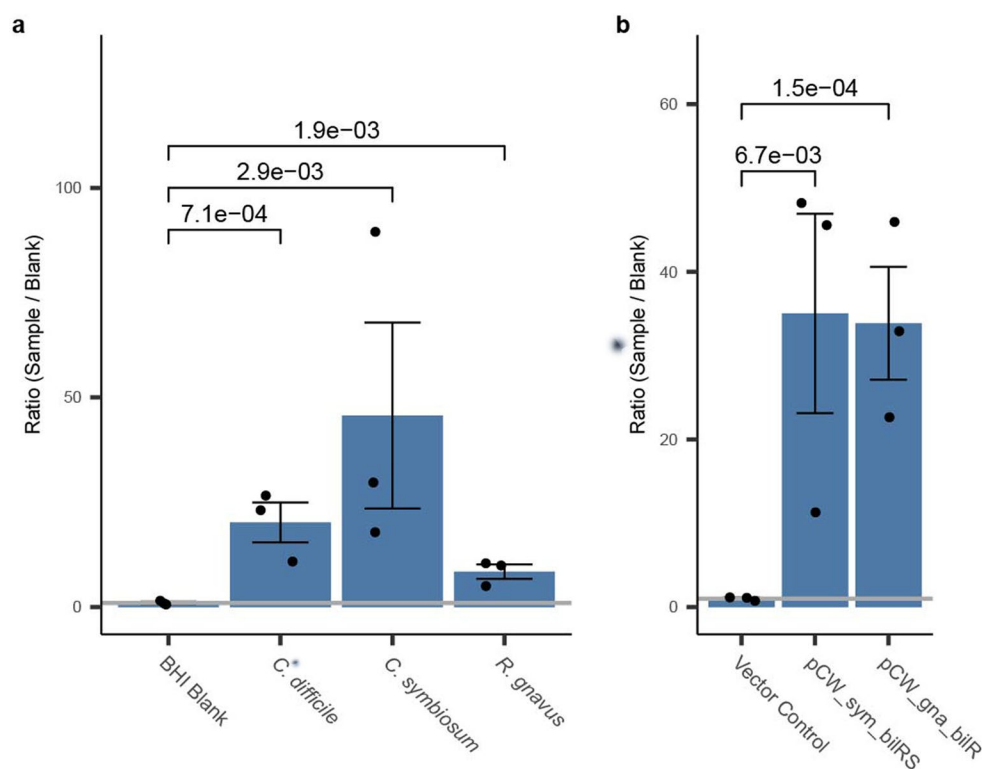 a
1.9e−03
2.9e−03
7.1e−04
100
50
0
Ratio (Sample / Blank)
BHI Blank
C. difficile
C. symbiosum
R. gnavus
b
1.5e−04
6.7e−03
60
40
20
0
Ratio (Sample / Blank)
Vector Control
pCW_sym_bilRS
pCW_gna_bilR